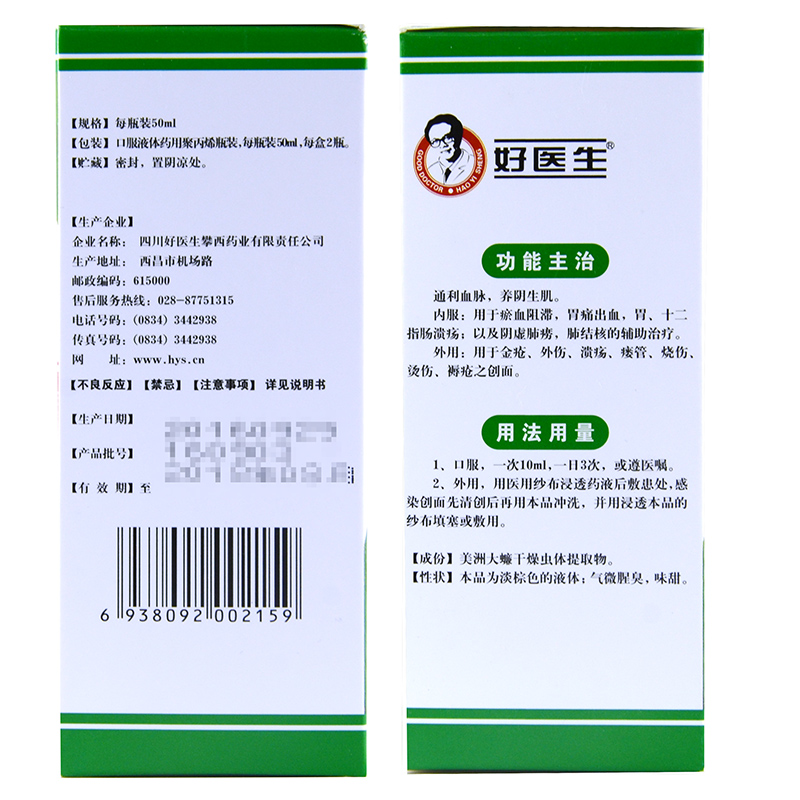 【规格】每瓶装50ml
【包装】口服液体药用聚丙烯瓶装,每瓶装50ml,每盒2瓶。
【贮藏】密封，置阴凉处。
【生产企业】
企业名称：四川好医生攀西药业有限责任公司
生产地址：西昌市机场路
邮政编码：615000
售后服务热线：028-87751315
电话号码：(0834) 3442938
传真号码：(0834) 3442938
网 址：www.hys.cn
【不良反应】【禁忌】【注意事项】详见说明书
【生产日期】
【产品批号】
【有 效 期】至
6 938092 002159
GOOD DOCTOR • HAO YI SHENG
好医生®
功能主治
通利血脉，养阴生肌。
内服：用于瘀血阻滞，胃痛出血，胃、十二
指肠溃疡；以及阴虚肺痨，肺结核的辅助治疗。
外用：用于金疮、外伤、溃疡、瘘管、烧伤、
烫伤、褥疮之创面。
用法用量
1、口服，一次10ml，一日3次，或遵医嘱。
2、外用，用医用纱布浸透药液后敷患处,感
染创面先清创后再用本品冲洗，并用浸透本品的
纱布填塞或敷用。
【成份】美洲大蠊干燥虫体提取物。
【性状】本品为淡棕色的液体；气微腥臭，味甜。